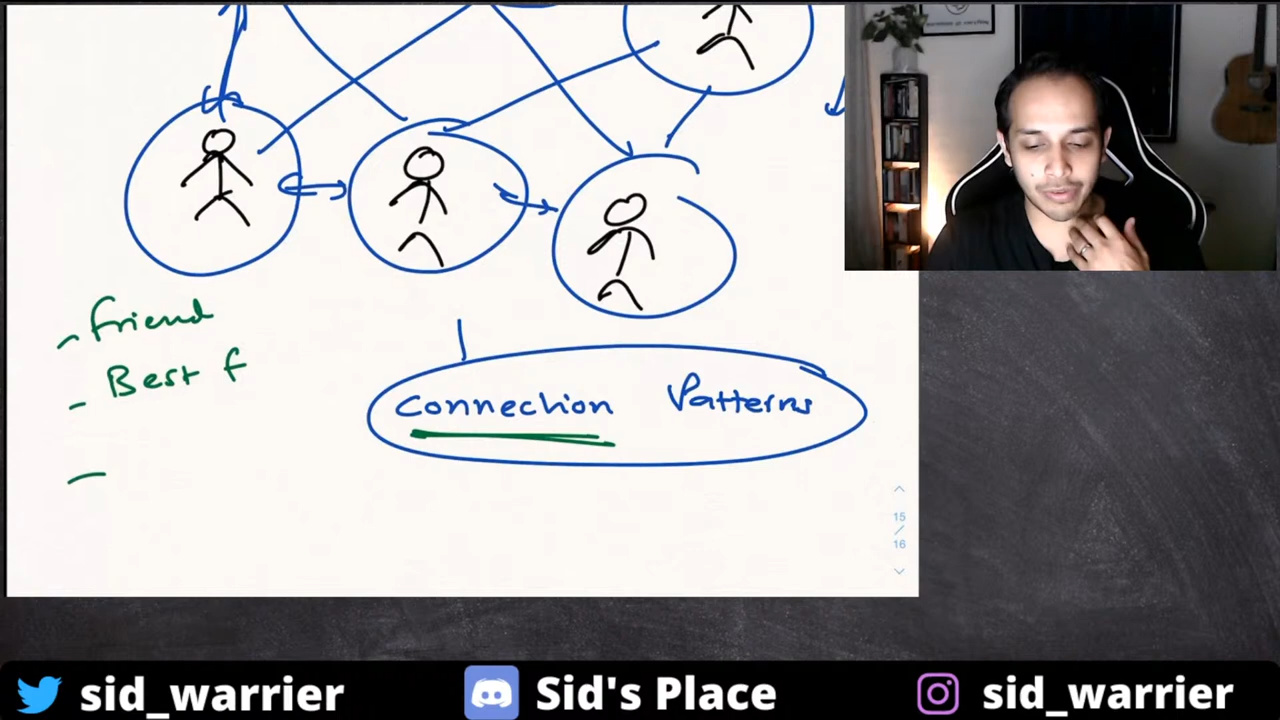 - friend
- Best f
-
Connection Patterns
15
/
16
sid_warrier
Sid's Place
sid_warrier